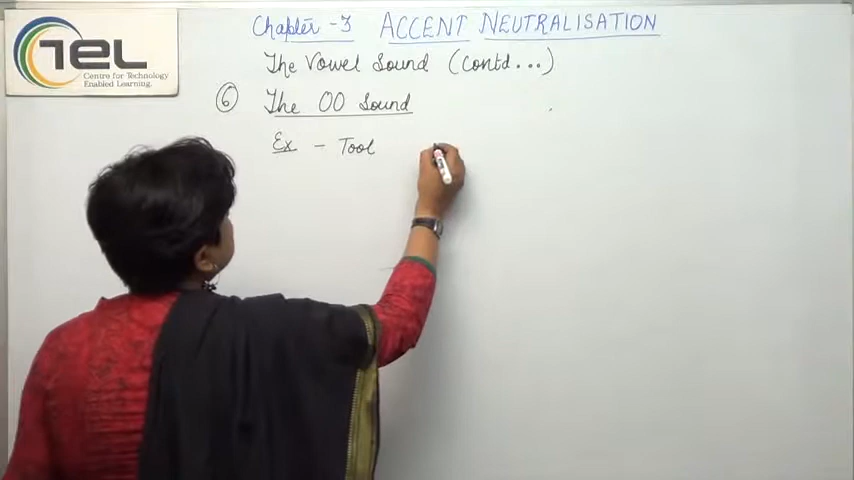 TEL
Centre for Technology
Enabled Learning.
Chapter - 3 ACCENT NEUTRALISATION
The Vowel Sound (Contd...)
⑥ The OO Sound
Ex - Tool